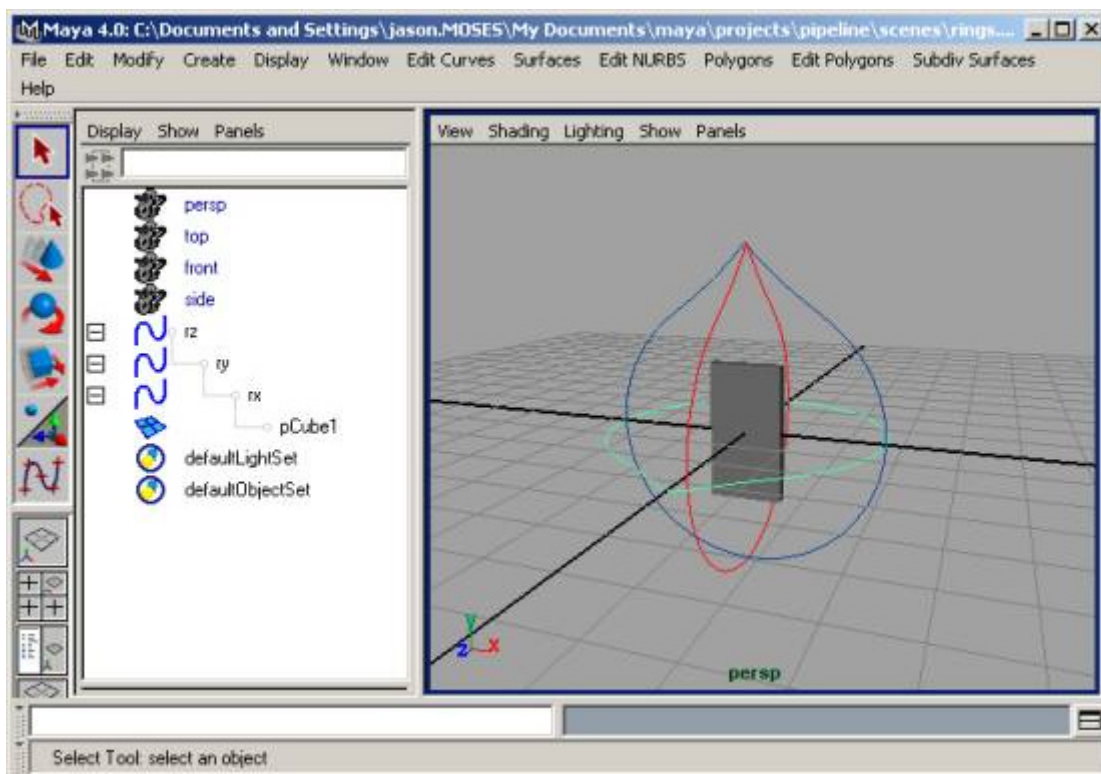 Maya 4.0: C:\Documents and Settings\jason.MOSES\My Documents\maya\projects\pipeline\scenes\rings....
File Edit Modify Create Display Window Edit Curves Surfaces Edit NURBS Polygons Edit Polygons Subdiv Surfaces
Help
Display Show Panels
View Shading Lighting Show Panels
persp
top
front
side
rz
ry
rx
pCube1
defaultLightSet
defaultObjectSet
y
z x
persp
Select Tool: select an object